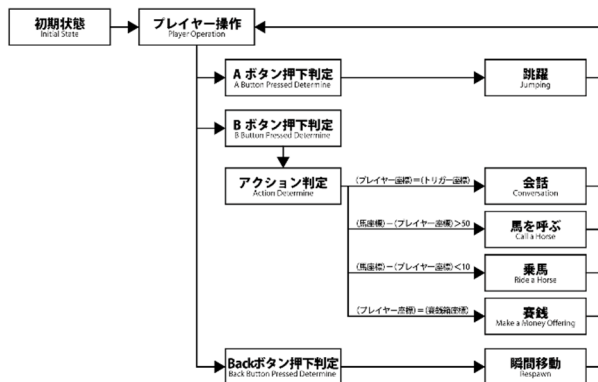 初期状態
Initial State
プレイヤー操作
Player Operation
A ボタン押下判定
A Button Pressed Determine
跳躍
Jumping
B ボタン押下判定
B Button Pressed Determine
アクション判定
Action Determine
(プレイヤー座標)=(トリガー座標)
会話
Conversation
(馬座標)-(プレイヤー座標)>50
馬を呼ぶ
Call a Horse
(馬座標)-(プレイヤー座標)<10
乗馬
Ride a Horse
(プレイヤー座標)=(賽銭箱座標)
賽銭
Make a Money Offering
Backボタン押下判定
Back Button Pressed Determine
瞬間移動
Respawn